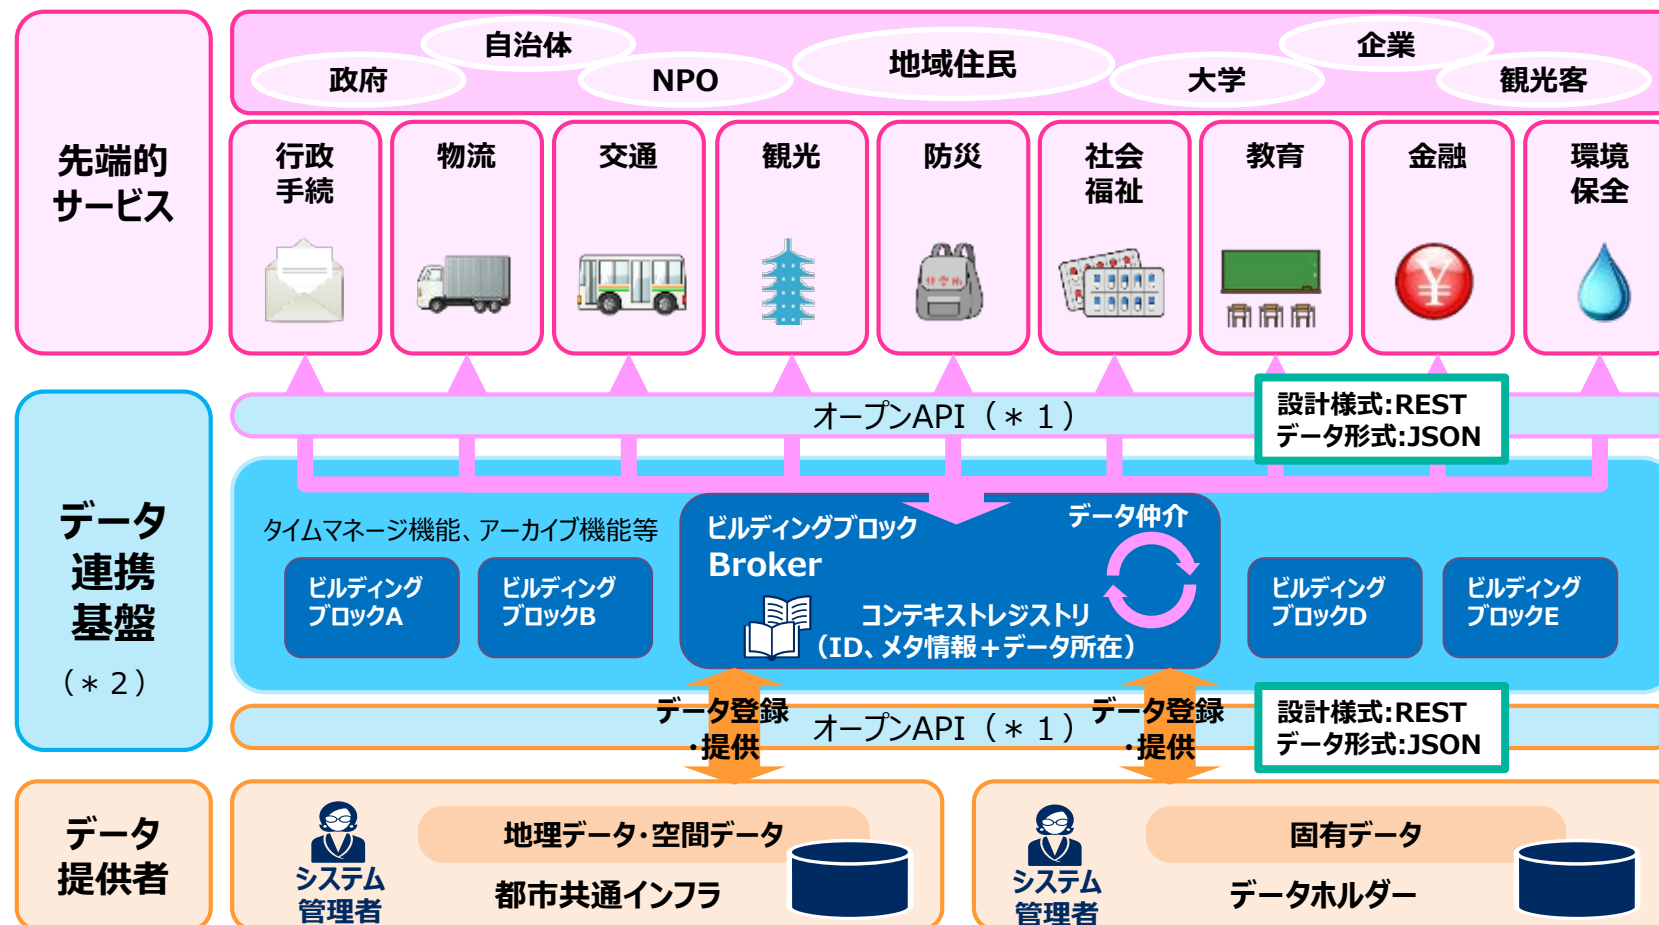 先端的
サービス
自治体
政府
NPO
地域住民
企業
大学
観光客
行政
手続
物流
交通
観光
防災
社会
福祉
教育
金融
環境
保全
オープンAPI（＊１）
設計様式:REST
データ形式:JSON
データ
連携
基盤
（＊２）
タイムマネージ機能、アーカイブ機能等
ビルディング
ブロックA
ビルディング
ブロックB
ビルディングブロック
Broker
データ仲介
コンテキストレジストリ
（ID、メタ情報＋データ所在）
ビルディング
ブロックD
ビルディング
ブロックE
データ登録
・提供
オープンAPI（＊１）
データ登録
・提供
設計様式:REST
データ形式:JSON
データ
提供者
システム
管理者
地理データ・空間データ
都市共通インフラ
システム
管理者
固有データ
データホルダー